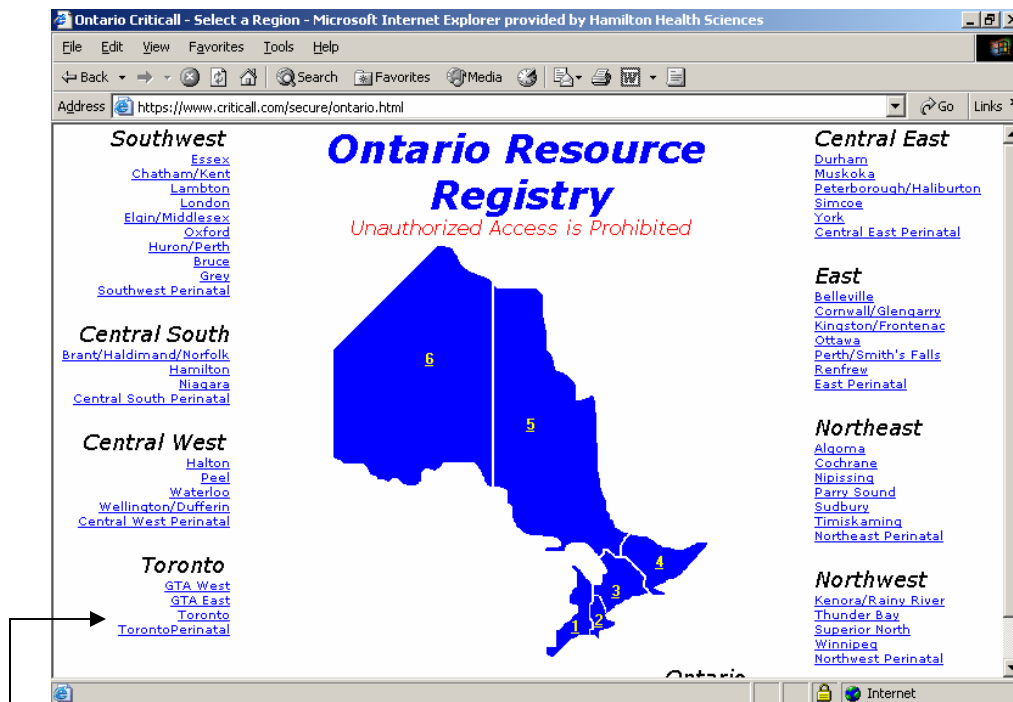 Ontario Criticall - Select a Region - Microsoft Internet Explorer provided by Hamilton Health Sciences
File Edit View Favorites Tools Help
Back Search Favorites Media
Address https://www.criticall.com/secure/ontario.html Go Links
Southwest
Essex
Chatham/Kent
Lambton
London
Elgin/Middlesex
Oxford
Huron/Perth
Bruce
Grey
Southwest Perinatal
Central South
Brant/Haldimand/Norfolk
Hamilton
Niagara
Central South Perinatal
Central West
Halton
Peel
Waterloo
Wellington/Dufferin
Central West Perinatal
Toronto
GTA West
GTA East
Toronto
TorontoPerinatal
Ontario Resource
Registry
Unauthorized Access is Prohibited
6
5
4
3
2
1
Ontario
Central East
Durham
Muskoka
Peterborough/Haliburton
Simcoe
York
Central East Perinatal
East
Belleville
Cornwall/Glengarry
Kingston/Frontenac
Ottawa
Perth/Smith's Falls
Renfrew
East Perinatal
Northeast
Algoma
Cochrane
Nipissing
Parry Sound
Sudbury
Timiskaming
Northeast Perinatal
Northwest
Kenora/Rainy River
Thunder Bay
Superior North
Winnipeg
Northwest Perinatal
Internet